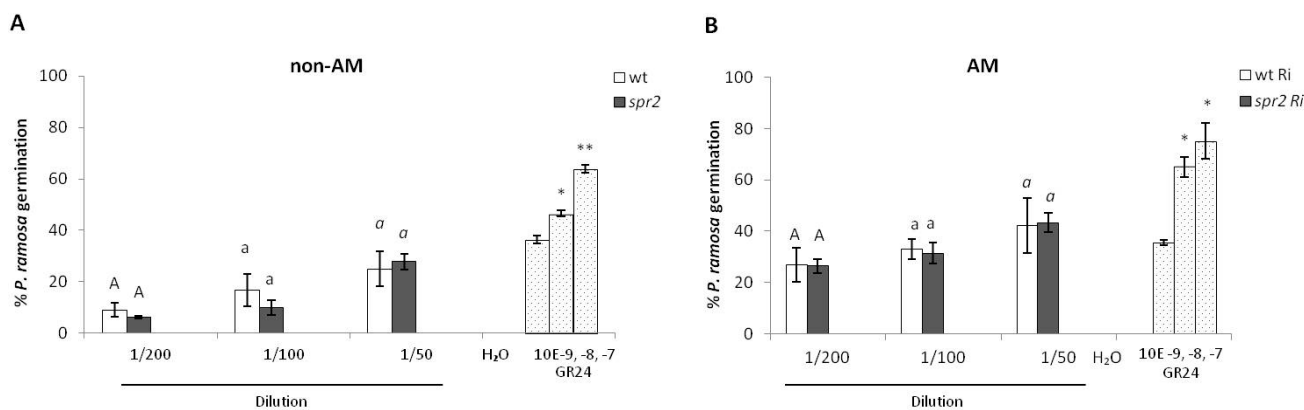 A
non-AM
wt
spr2
% P. ramosa germination
100
80
60
40
20
0
A
A
a
a
a
a
*
**
1/200
1/100
1/50
H₂O
10E-9, -8, -7
GR24
Dilution
B
AM
wt Ri
spr2 Ri
% P. ramosa germination
100
80
60
40
20
0
A
A
a
a
a
a
*
*
1/200
1/100
1/50
H₂O
10E-9, -8, -7
GR24
Dilution